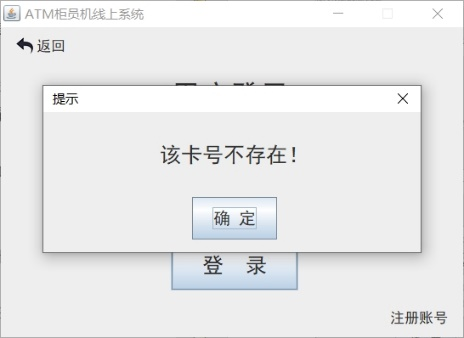 ATM柜员机线上系统
返回
提示
该卡号不存在！
确 定
登 录
注册账号